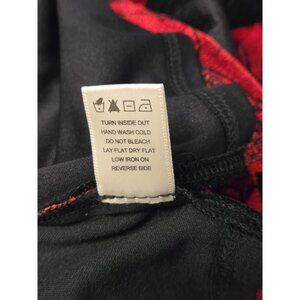 TURN INSIDE OUT
HAND WASH COLD
DO NOT BLEACH
LAY FLAT DRY FLAT
LOW IRON ON
REVERSE SIDE